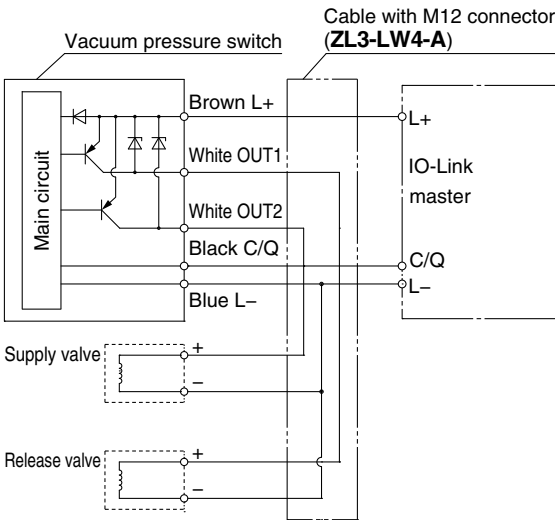 Cable with M12 connector
(ZL3-LW4-A)
Vacuum pressure switch
Main circuit
Brown L+
White OUT1
White OUT2
Black C/Q
Blue L–
L+
IO-Link
master
C/Q
L–
Supply valve
+
–
Release valve
+
–